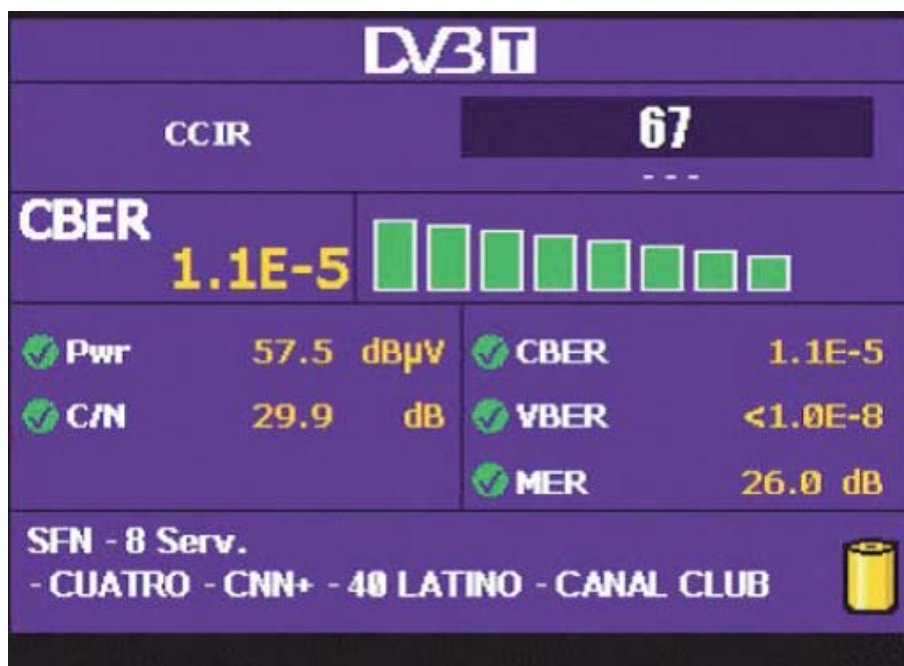 DVB T
CCIR 67
- - -
CBER
1.1E-5
Pwr 57.5 dBµV
CBER 1.1E-5
C/N 29.9 dB
VBER <1.0E-8
MER 26.0 dB
SFN - 8 Serv.
- CUATRO - CNN+ - 40 LATINO - CANAL CLUB